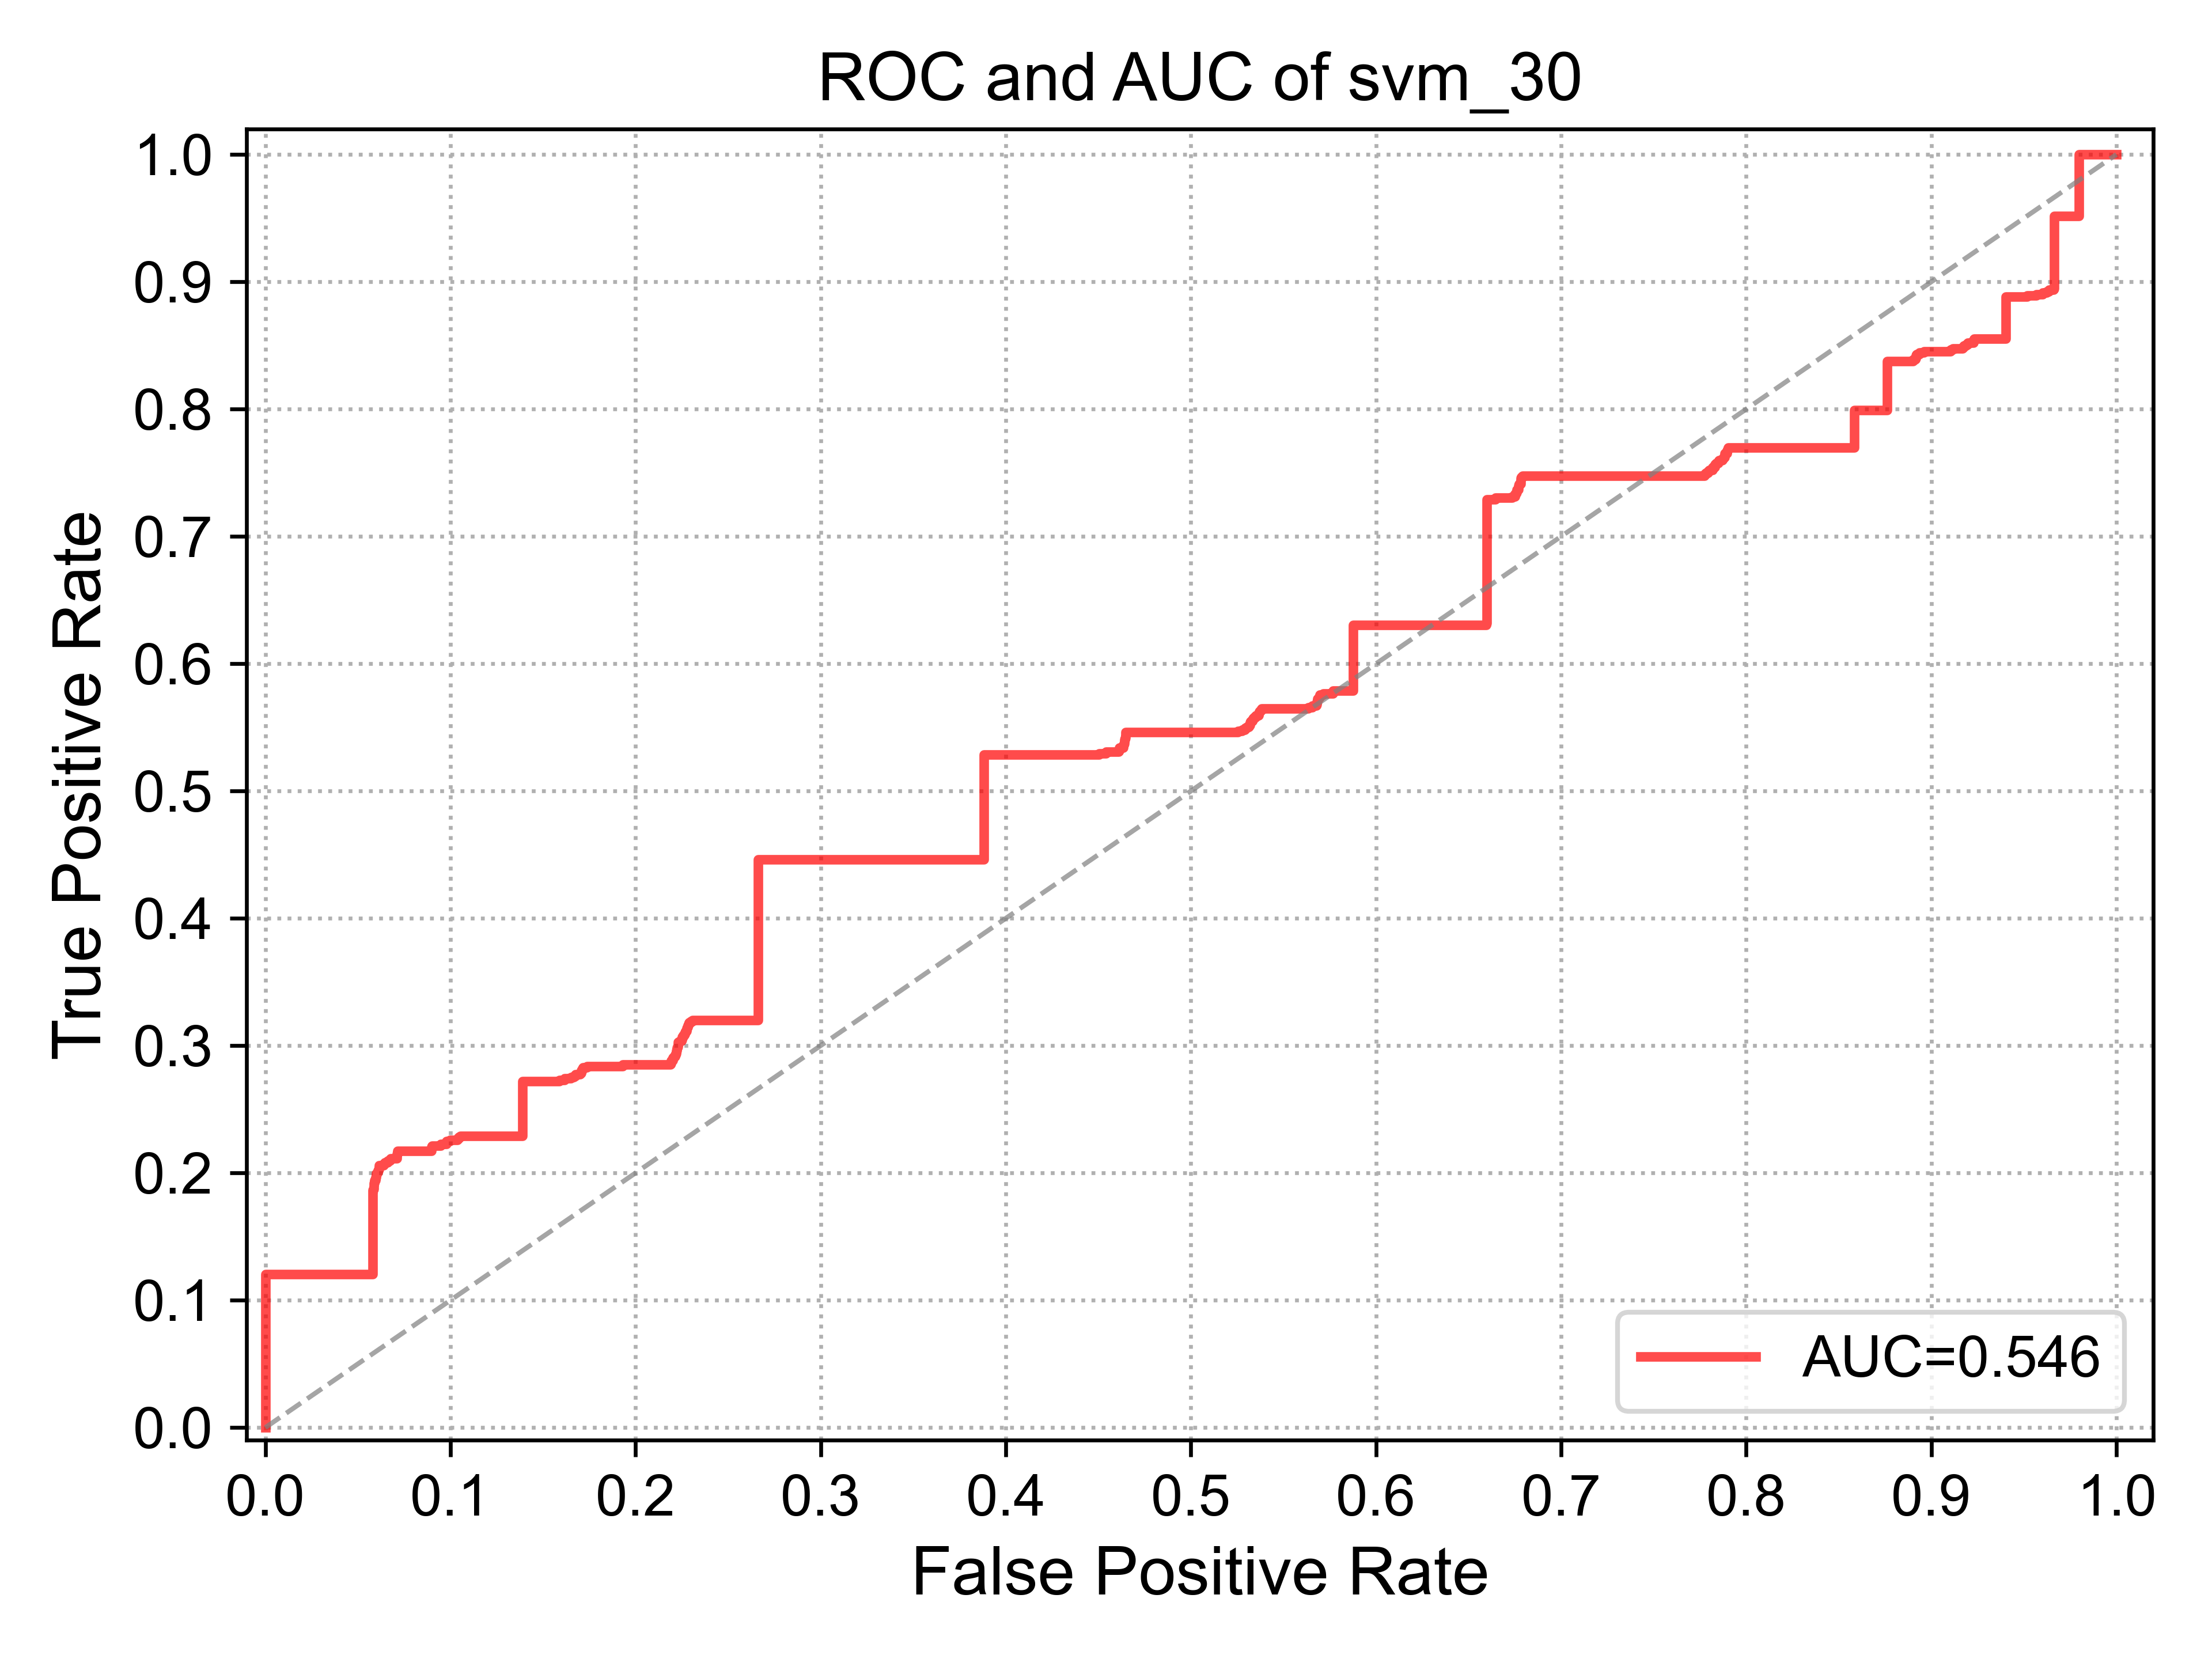 ROC and AUC of svm_30
True Positive Rate
1.0
0.9
0.8
0.7
0.6
0.5
0.4
0.3
0.2
0.1
0.0
AUC=0.546
0.0 0.1 0.2 0.3 0.4 0.5 0.6 0.7 0.8 0.9 1.0
False Positive Rate